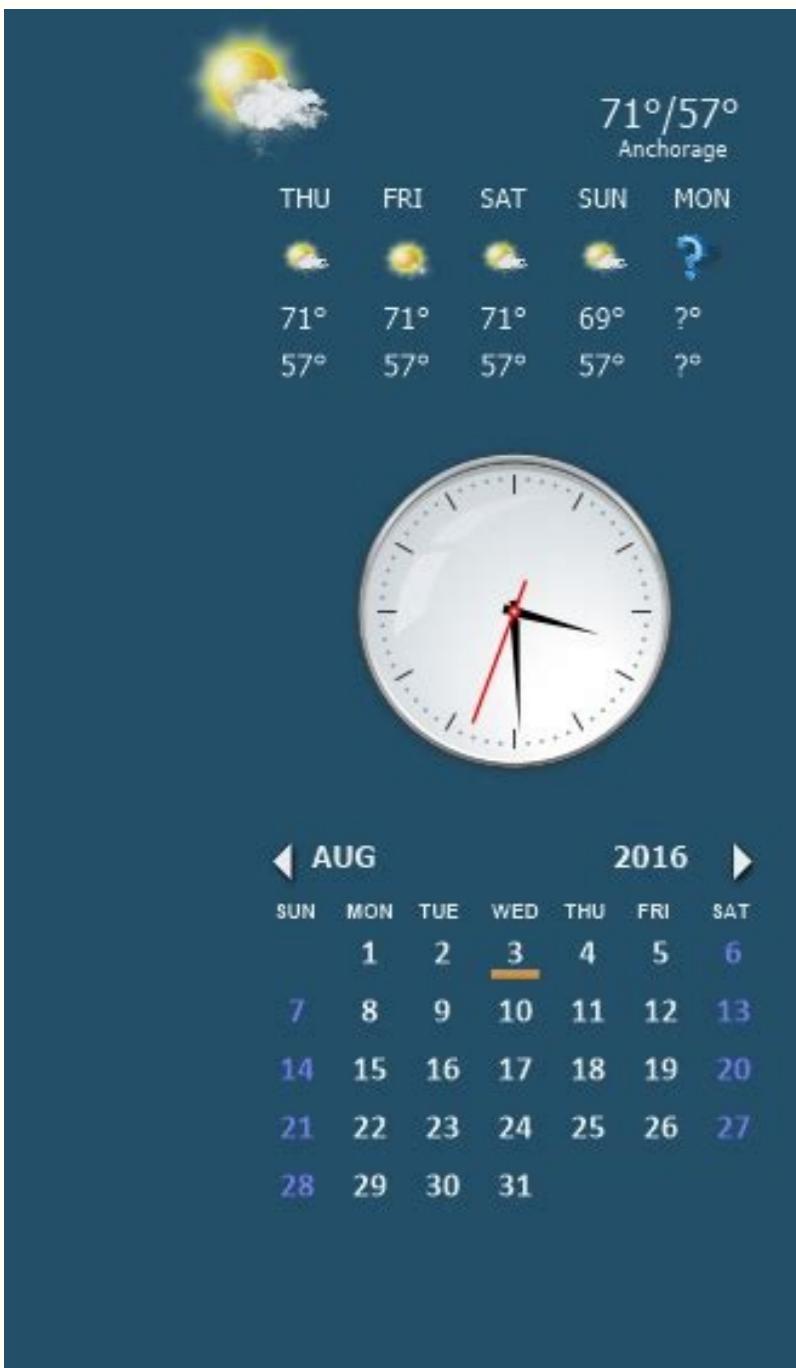 71°/57°
Anchorage
THU FRI SAT SUN MON
?
71° 71° 71° 69° ?°
57° 57° 57° 57° ?°
AUG 2016
SUN MON TUE WED THU FRI SAT
1 2 3 4 5 6
7 8 9 10 11 12 13
14 15 16 17 18 19 20
21 22 23 24 25 26 27
28 29 30 31